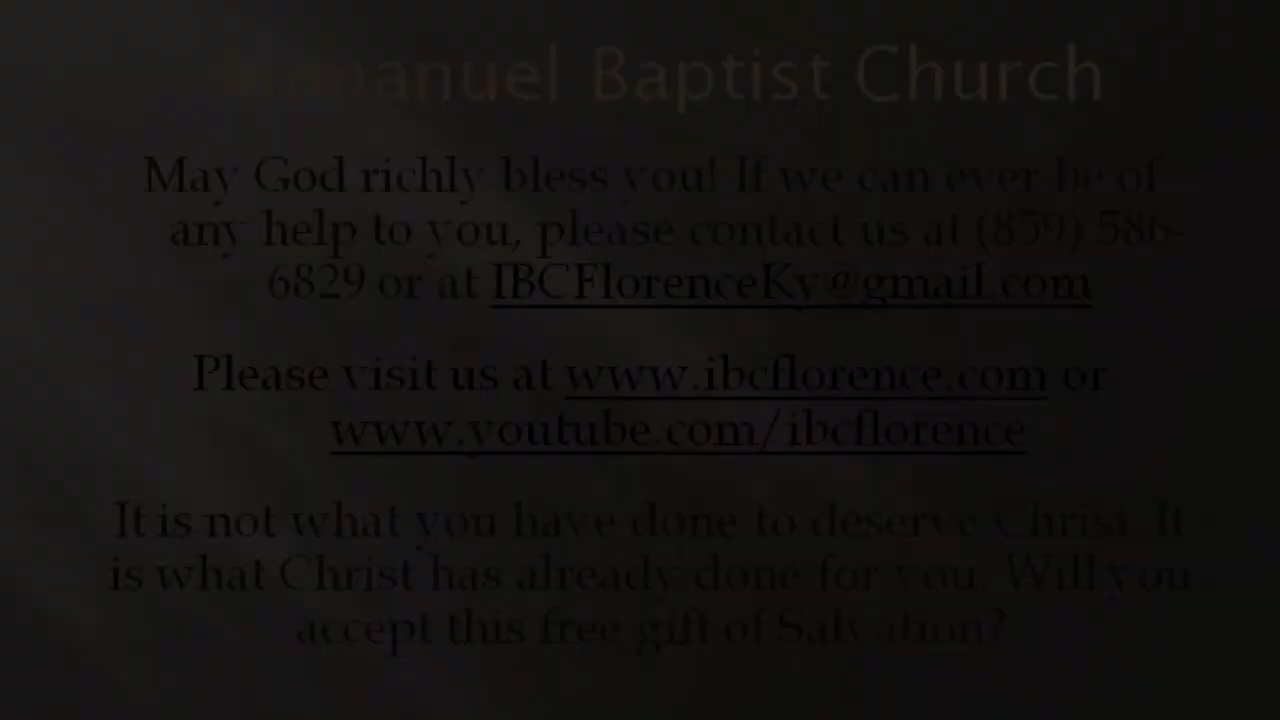 Immanuel Baptist Church
May God richly bless you! If we can ever be of
any help to you, please contact us at (859) 586-
6829 or at IBCFlorenceKy@gmail.com
Please visit us at www.ibcflorence.com or
www.youtube.com/ibcflorence
It is not what you have done to deserve Christ. It
is what Christ has already done for you. Will you
accept this free gift of Salvation?